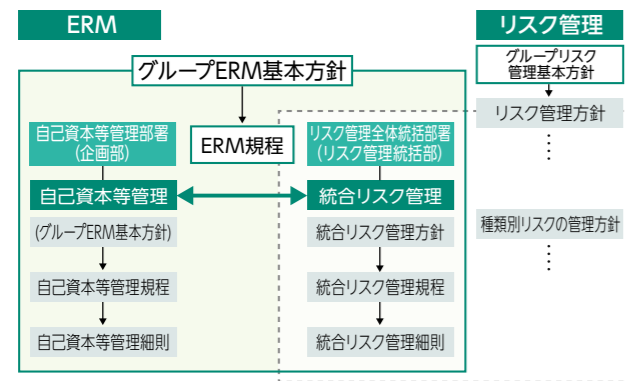 ERM
リスク管理
グループERM基本方針
グループリスク
管理基本方針
リスク管理方針
自己資本等管理部署
(企画部)
ERM規程
リスク管理全体統括部署
(リスク管理統括部)
自己資本等管理
統合リスク管理
(グループERM基本方針)
統合リスク管理方針
種類別リスクの管理方針
自己資本等管理規程
統合リスク管理規程
自己資本等管理細則
統合リスク管理細則